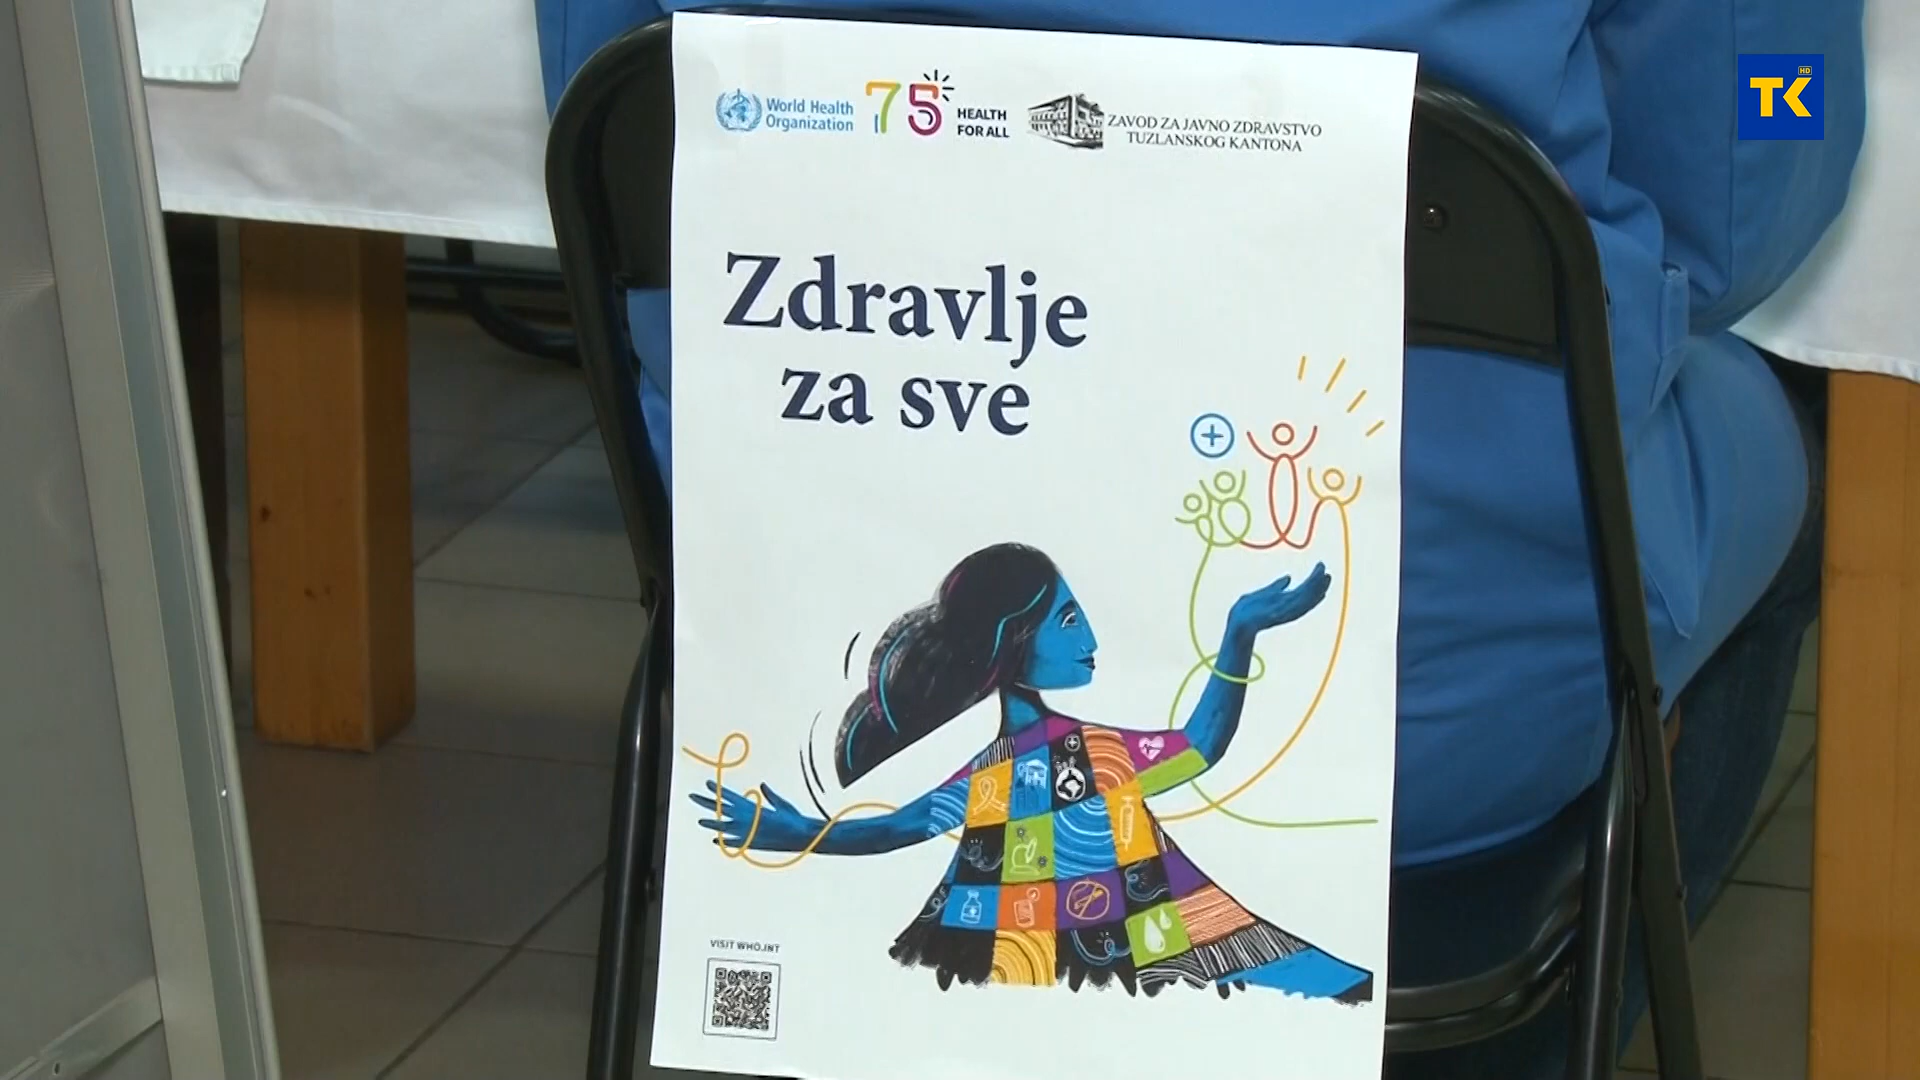 World Health
Organization
75
HEALTH
FOR ALL
ZAVOD ZA JAVNO ZDRAVSTVO
TUZLANSKOG KANTONA
TK
HD
Zdravlje
za sve
VISIT WHO.INT